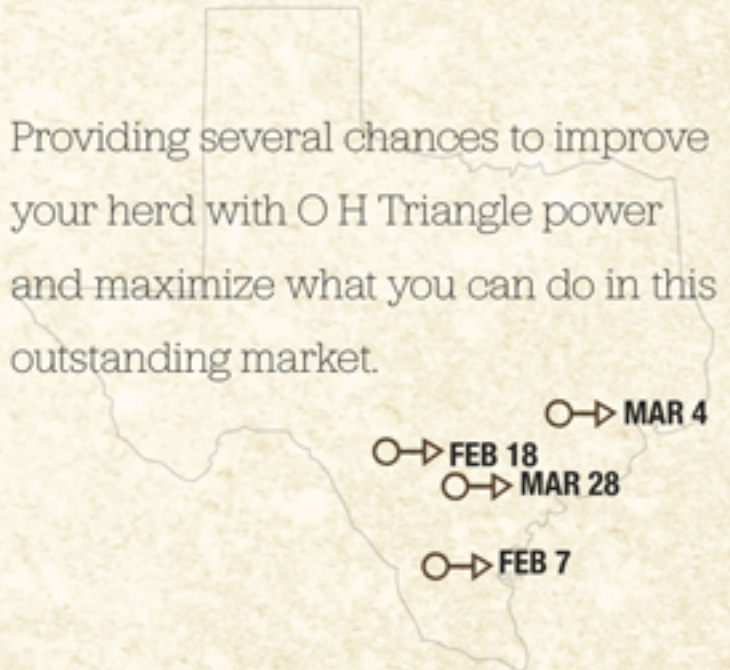 Providing several chances to improve
your herd with O H Triangle power
and maximize what you can do in this
outstanding market.
MAR 4
FEB 18
MAR 28
FEB 7